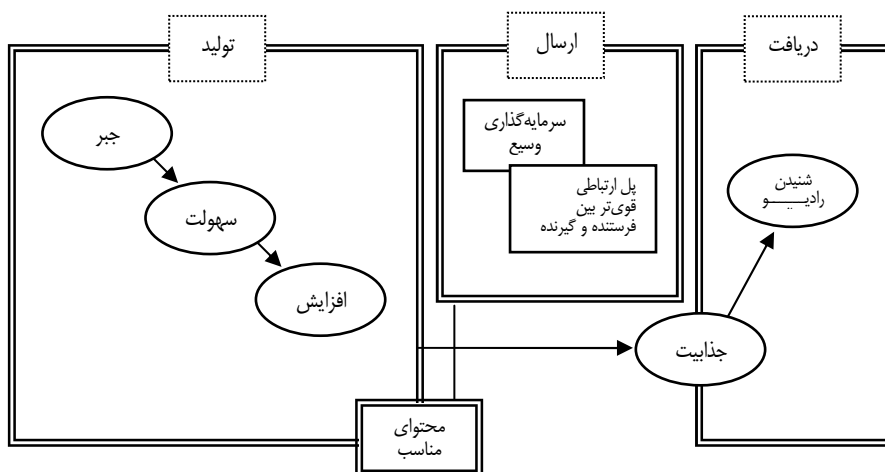 تولید
ارسال
دریافت
جبر
سهولت
افزایش
سرمایه‌گذاری
وسیع
پل ارتباطی
قوی‌تر بین
فرستنده و گیرنده
شنیدن
رادیـــــو
جذابیت
محتوای
مناسب